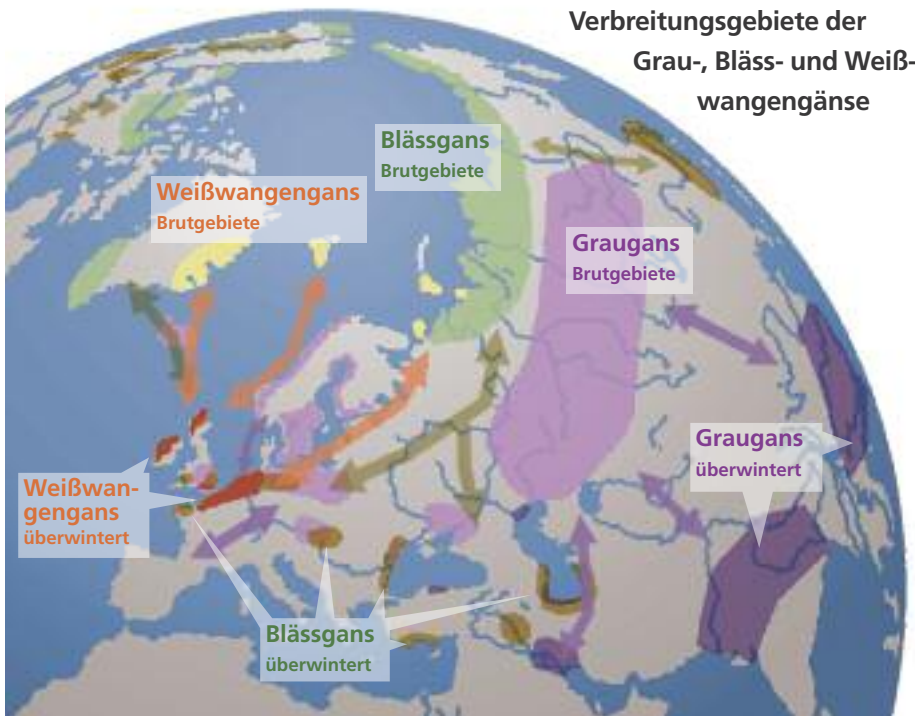 Verbreitungsgebiete der
Grau-, Bläss- und Weiß-
wangengänse
Blässgans
Brutgebiete
Weißwangengans
Brutgebiete
Graugans
Brutgebiete
Graugans
überwintert
Weißwan-
gengans
überwintert
Blässgans
überwintert